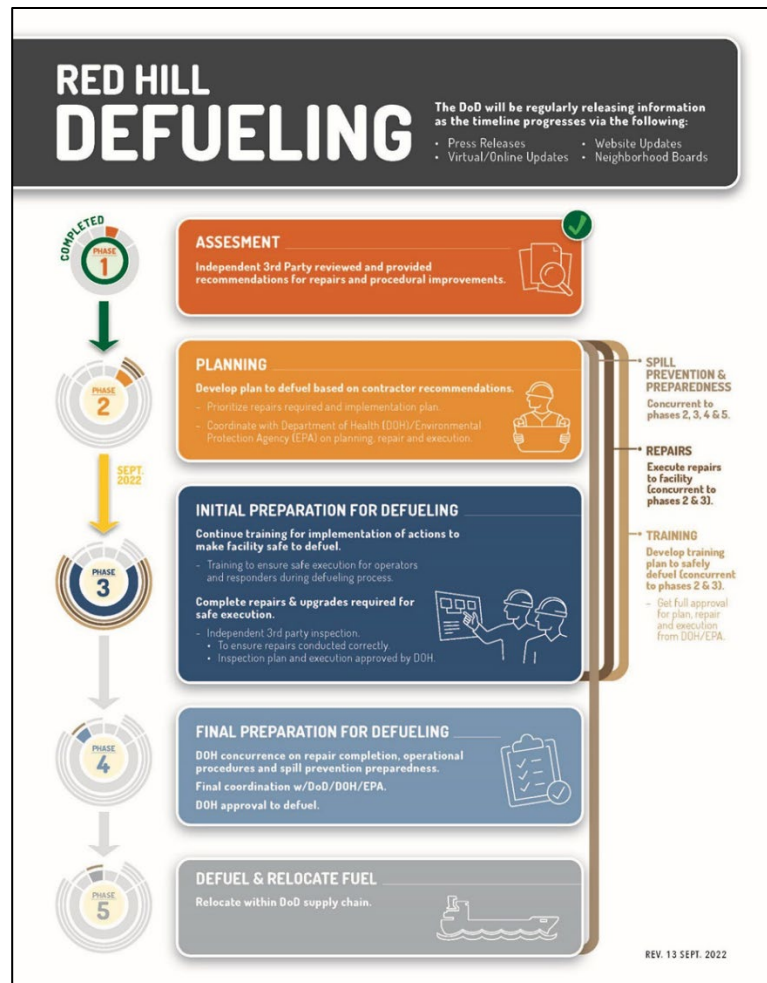 RED HILL
DEFUELING
The DoD will be regularly releasing information
as the timeline progresses via the following:
• Press Releases
• Virtual/Online Updates
• Website Updates
• Neighborhood Boards
COMPLETED
PHASE
1
ASSESMENT
Independent 3rd Party reviewed and provided
recommendations for repairs and procedural improvements.
PHASE
2
PLANNING
Develop plan to defuel based on contractor recommendations.
- Prioritize repairs required and implementation plan.
- Coordinate with Department of Health (DOH)/Environmental
Protection Agency (EPA) on planning, repair and execution.
SPILL
PREVENTION &
PREPAREDNESS
Concurrent to
phases 2, 3, 4 & 5.
REPAIRS
Execute repairs
to facility
(concurrent to
phases 2 & 3).
TRAINING
Develop training
plan to safely
defuel (concurrent
to phases 2 & 3).
- Get full approval
for plan, repair
and execution
from DOH/EPA.
SEPT.
2022
PHASE
3
INITIAL PREPARATION FOR DEFUELING
Continue training for implementation of actions to
make facility safe to defuel.
- Training to ensure safe execution for operators
and responders during defueling process.
Complete repairs & upgrades required for
safe execution.
- Independent 3rd party inspection.
• To ensure repairs conducted correctly.
• Inspection plan and execution approved by DOH.
PHASE
4
FINAL PREPARATION FOR DEFUELING
DOH concurrence on repair completion, operational
procedures and spill prevention preparedness.
Final coordination w/DoD/DOH/EPA.
DOH approval to defuel.
PHASE
5
DEFUEL & RELOCATE FUEL
Relocate within DoD supply chain.
REV. 13 SEPT. 2022